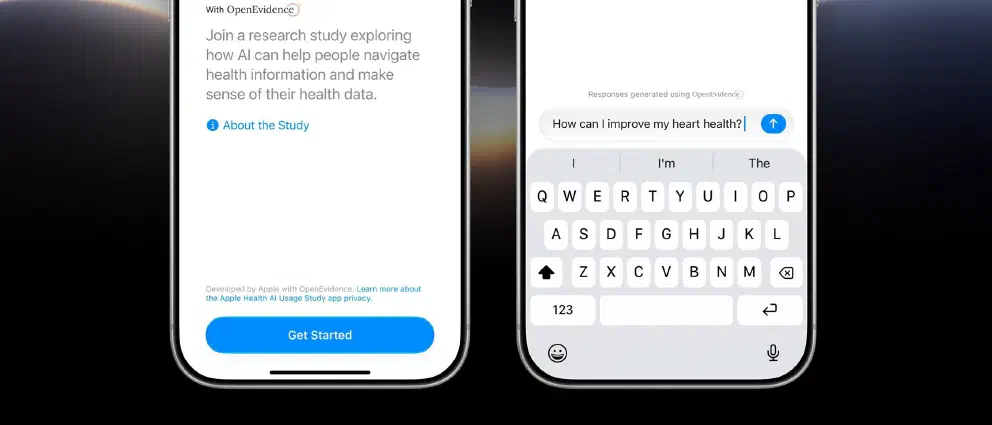 With OpenEvidence
Join a research study exploring
how AI can help people navigate
health information and make
sense of their health data.
About the Study
Developed by Apple with OpenEvidence. Learn more about
the Apple Health AI Usage Study app privacy.
Get Started
Responses generated using OpenEvidence
How can I improve my heart health?
I I'm The
Q W E R T Y U I O P
A S D F G H J K L
Z X C V B N M
123